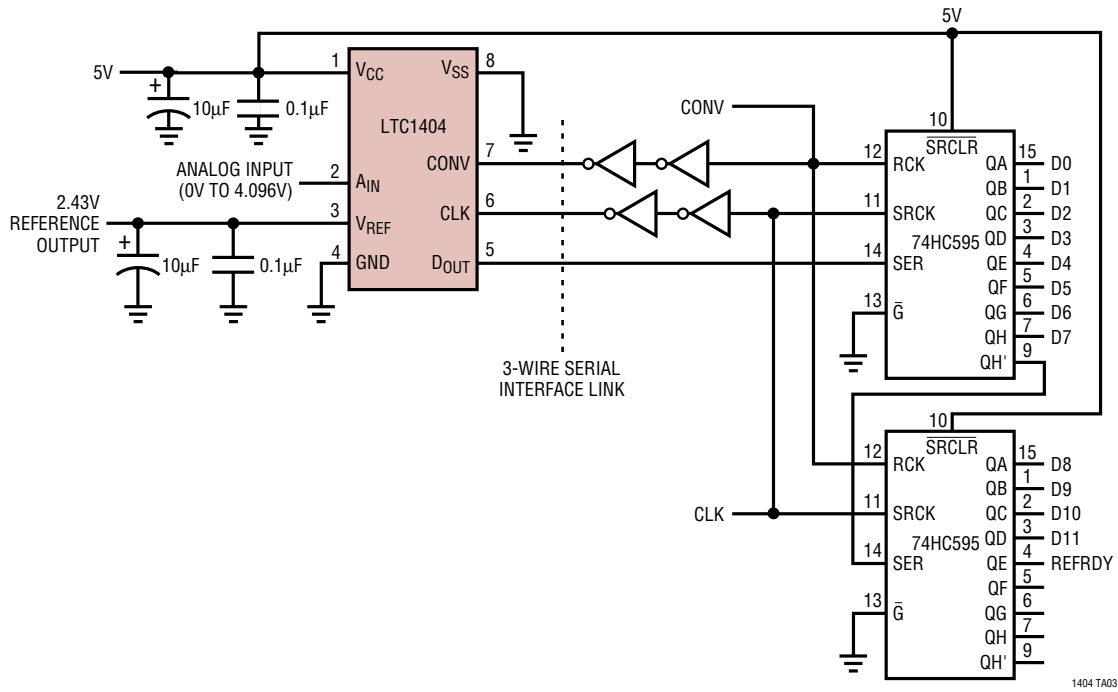 5V
5V
1
VCC
VSS
8
+
10µF
0.1µF
LTC1404
CONV
10
SRCLR
ANALOG INPUT
(0V TO 4.096V)
2
AIN
CONV
7
12
RCK
QA
15
D0
QB
1
D1
2.43V
REFERENCE
OUTPUT
3
VREF
CLK
6
11
SRCK
QC
2
D2
74HC595
QD
3
D3
+
10µF
0.1µF
4
GND
DOUT
5
14
SER
QE
4
D4
QF
5
D5
13
G
QG
6
D6
QH
7
D7
QH'
9
3-WIRE SERIAL
INTERFACE LINK
10
SRCLR
12
RCK
QA
15
D8
QB
1
D9
CLK
11
SRCK
QC
2
D10
74HC595
QD
3
D11
14
SER
QE
4
REFRDY
QF
5
13
G
QG
6
QH
7
QH'
9
1404 TA03